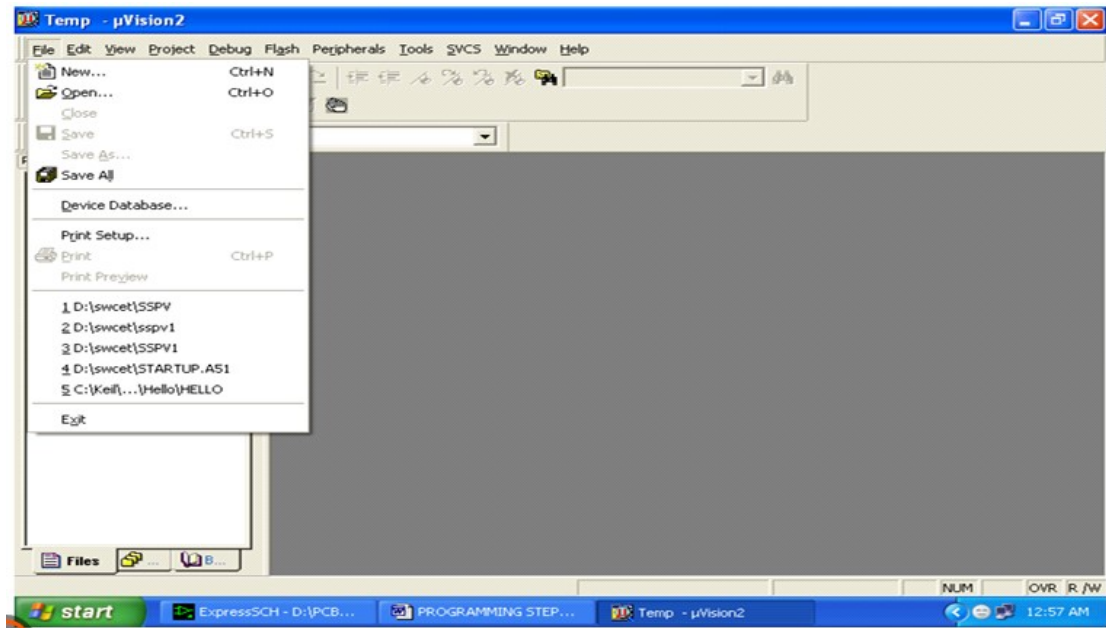 Temp - µVision2
File Edit View Project Debug Flash Peripherals Tools SVCS Window Help
New... Ctrl+N
Open... Ctrl+O
Close
Save Ctrl+S
Save As...
Save All
Device Database...
Print Setup...
Print Ctrl+P
Print Preview
1 D:\swcet\SSPV
2 D:\swcet\sspv1
3 D:\swcet\SSPV1
4 D:\swcet\STARTUP.A51
5 C:\Keil\...\Hello\HELLO
Exit
Files ... B...
NUM OVR R/W
start ExpressSCH - D:\PCB... PROGRAMMING STEP... Temp - µVision2 12:57 AM